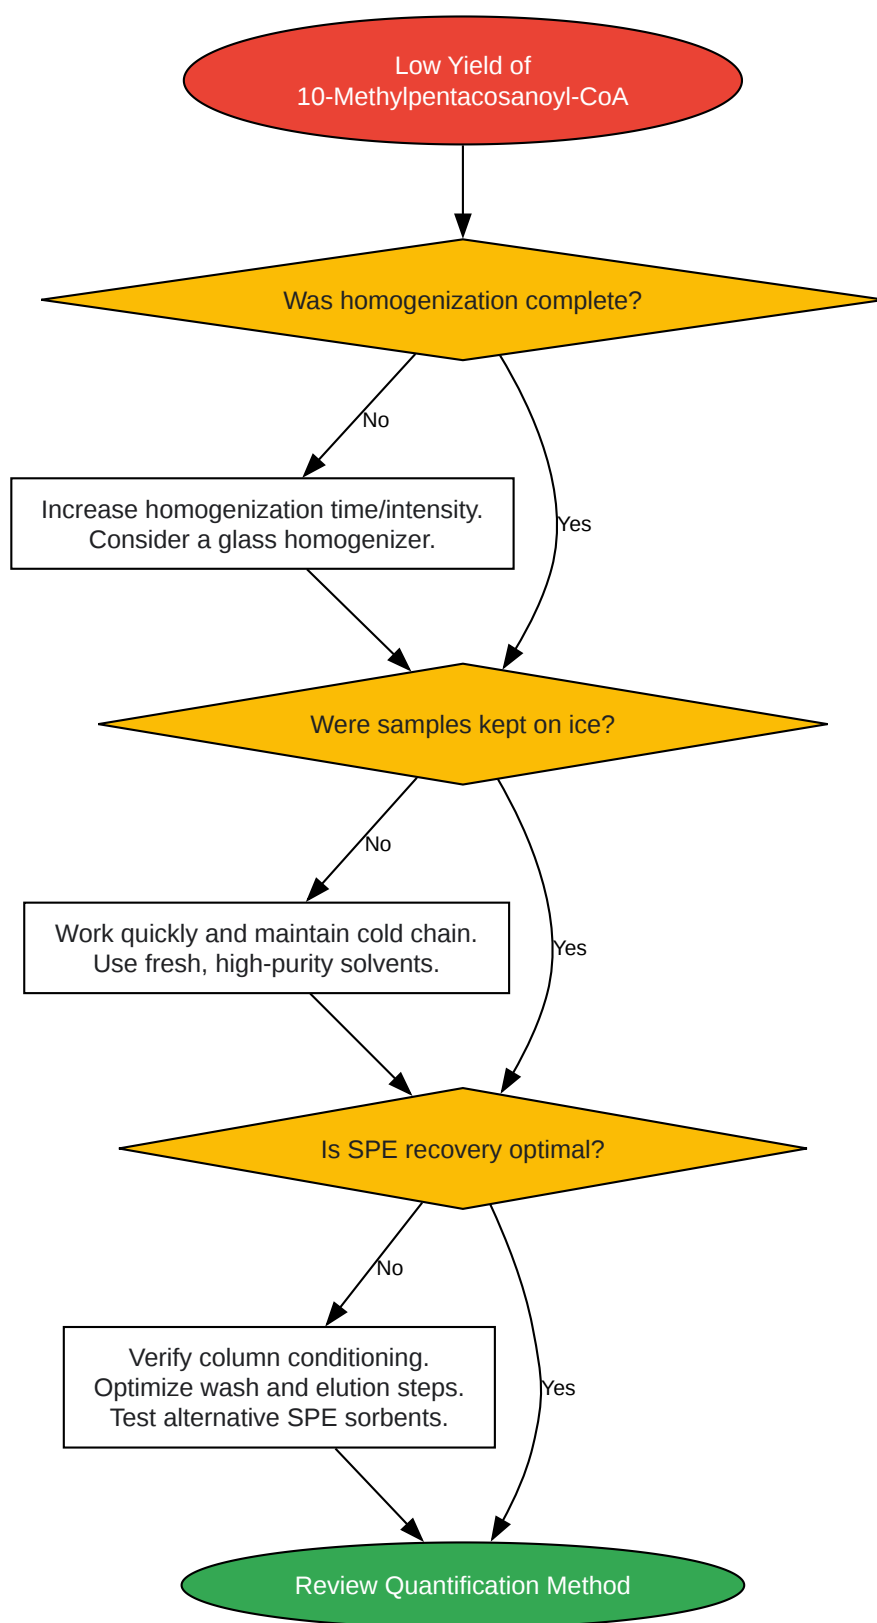 Low Yield of
10-Methylpentacosanoyl-CoA
Was homogenization complete?
No
Increase homogenization time/intensity.
Consider a glass homogenizer.
Yes
Were samples kept on ice?
No
Work quickly and maintain cold chain.
Use fresh, high-purity solvents.
Yes
Is SPE recovery optimal?
No
Verify column conditioning.
Optimize wash and elution steps.
Test alternative SPE sorbents.
Yes
Review Quantification Method